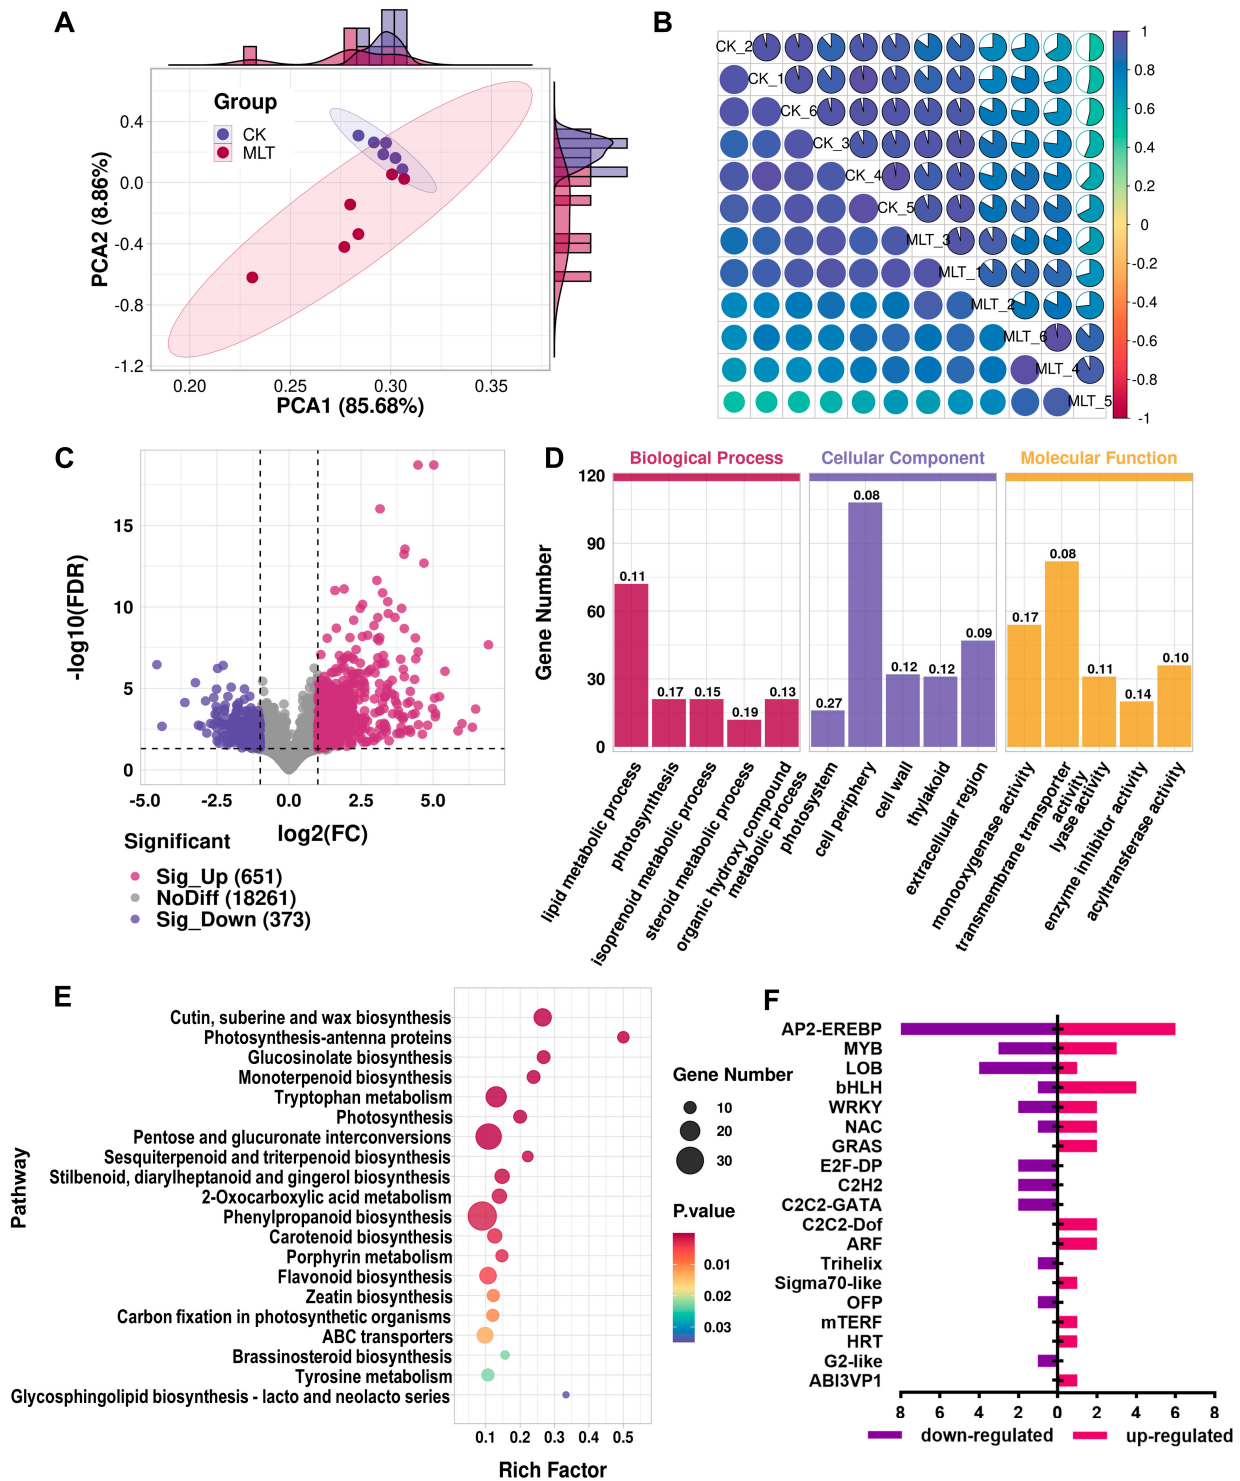 A
Group
CK
MLT
0.4
0.0
-0.4
-0.8
-1.2
PCA2 (8.86%)
0.20
0.25
0.30
0.35
PCA1 (85.68%)
B
CK_2
CK_1
CK_6
CK_3
CK_4
CK_5
MLT_3
MLT_1
MLT_2
MLT_6
MLT_4
MLT_5
1
0.8
0.6
0.4
0.2
0
-0.2
-0.4
-0.6
-0.8
-1
C
-log10(FDR)
15
10
5
0
-5.0
-2.5
0.0
2.5
5.0
log2(FC)
Significant
Sig_Up (651)
NoDiff (18261)
Sig_Down (373)
D
Biological Process
Cellular Component
Molecular Function
Gene Number
120
90
60
30
0
0.11
0.17
0.15
0.19
0.13
0.27
0.08
0.12
0.12
0.09
0.17
0.08
0.11
0.14
0.10
lipid metabolic process
photosynthesis
isoprenoid metabolic process
steroid metabolic process
organic hydroxy compound
metabolic process
photosystem
cell periphery
cell wall
thylakoid
extracellular region
monooxygenase activity
transmembrane transporter
activity
lyase activity
enzyme inhibitor activity
acyltransferase activity
E
Pathway
Cutin, suberine and wax biosynthesis
Photosynthesis-antenna proteins
Glucosinolate biosynthesis
Monoterpenoid biosynthesis
Tryptophan metabolism
Photosynthesis
Pentose and glucuronate interconversions
Sesquiterpenoid and triterpenoid biosynthesis
Stilbenoid, diarylheptanoid and gingerol biosynthesis
2-Oxocarboxylic acid metabolism
Phenylpropanoid biosynthesis
Carotenoid biosynthesis
Porphyrin metabolism
Flavonoid biosynthesis
Zeatin biosynthesis
Carbon fixation in photosynthetic organisms
ABC transporters
Brassinosteroid biosynthesis
Tyrosine metabolism
Glycosphingolipid biosynthesis - lacto and neolacto series
0.1
0.2
0.3
0.4
0.5
Rich Factor
Gene Number
10
20
30
P.value
0.01
0.02
0.03
F
AP2-EREBP
MYB
LOB
bHLH
WRKY
NAC
GRAS
E2F-DP
C2H2
C2C2-GATA
C2C2-Dof
ARF
Trihelix
Sigma70-like
OFP
mTERF
HRT
G2-like
ABI3VP1
8
6
4
2
0
2
4
6
8
down-regulated
up-regulated